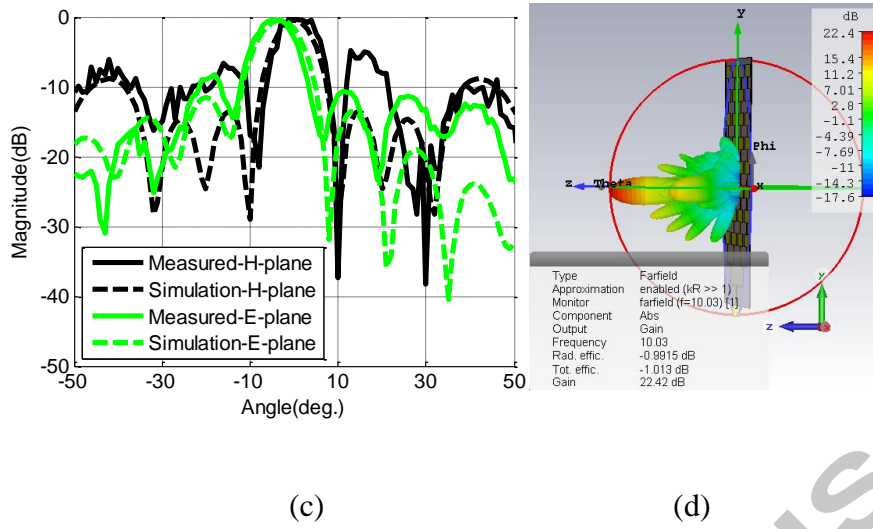 0
-10
-20
-30
-40
-50
Magnitude(dB)
Measured-H-plane
Simulation-H-plane
Measured-E-plane
Simulation-E-plane
-50
-30
-10
10
30
50
Angle(deg.)
y
dB
22.4
15.4
11.2
7.01
2.8
-4.39
-7.69
-11
-14.3
-17.6
Phi
z
Theta
x
Type Farfield
Approximation enabled (kR >> 1)
Monitor farfield (f=10.03) [1]
Component Abs
Output Gain
Frequency 10.03
Rad. effic. -0.9915 dB
Tot. effic. -1.013 dB
Gain 22.42 dB
y
z
x
(c)
(d)